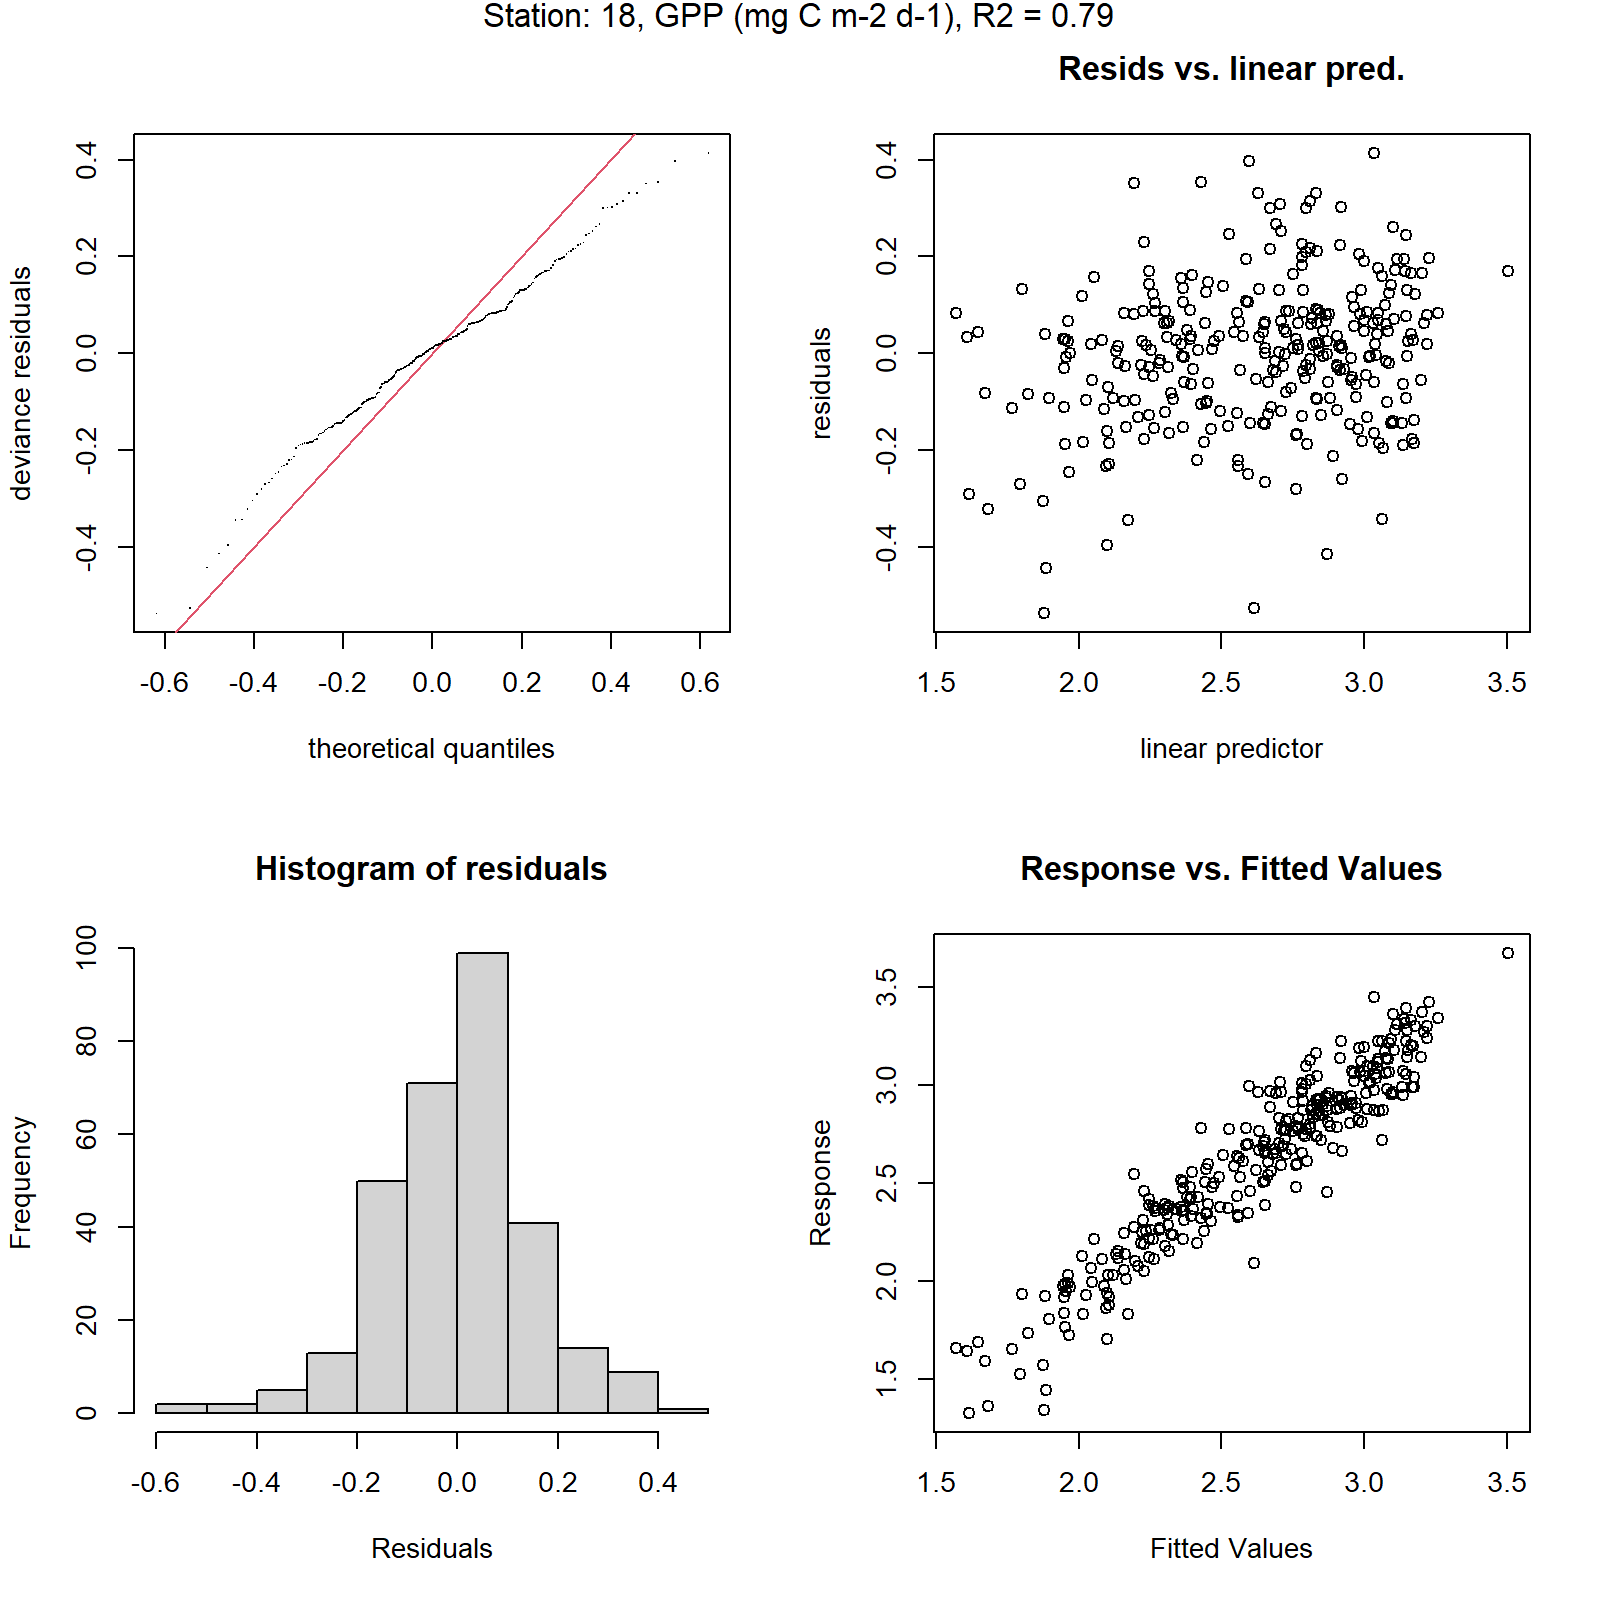 Station: 18, GPP (mg C m-2 d-1), R2 = 0.79
deviance residuals
0.4
0.2
0.0
-0.2
-0.4
-0.6 -0.4 -0.2 0.0 0.2 0.4 0.6
theoretical quantiles
Resids vs. linear pred.
residuals
0.4
0.2
0.0
-0.2
-0.4
1.5 2.0 2.5 3.0 3.5
linear predictor
Histogram of residuals
Frequency
100
80
60
40
20
0
-0.6 -0.4 -0.2 0.0 0.2 0.4
Residuals
Response vs. Fitted Values
Response
3.5
3.0
2.5
2.0
1.5
1.5 2.0 2.5 3.0 3.5
Fitted Values